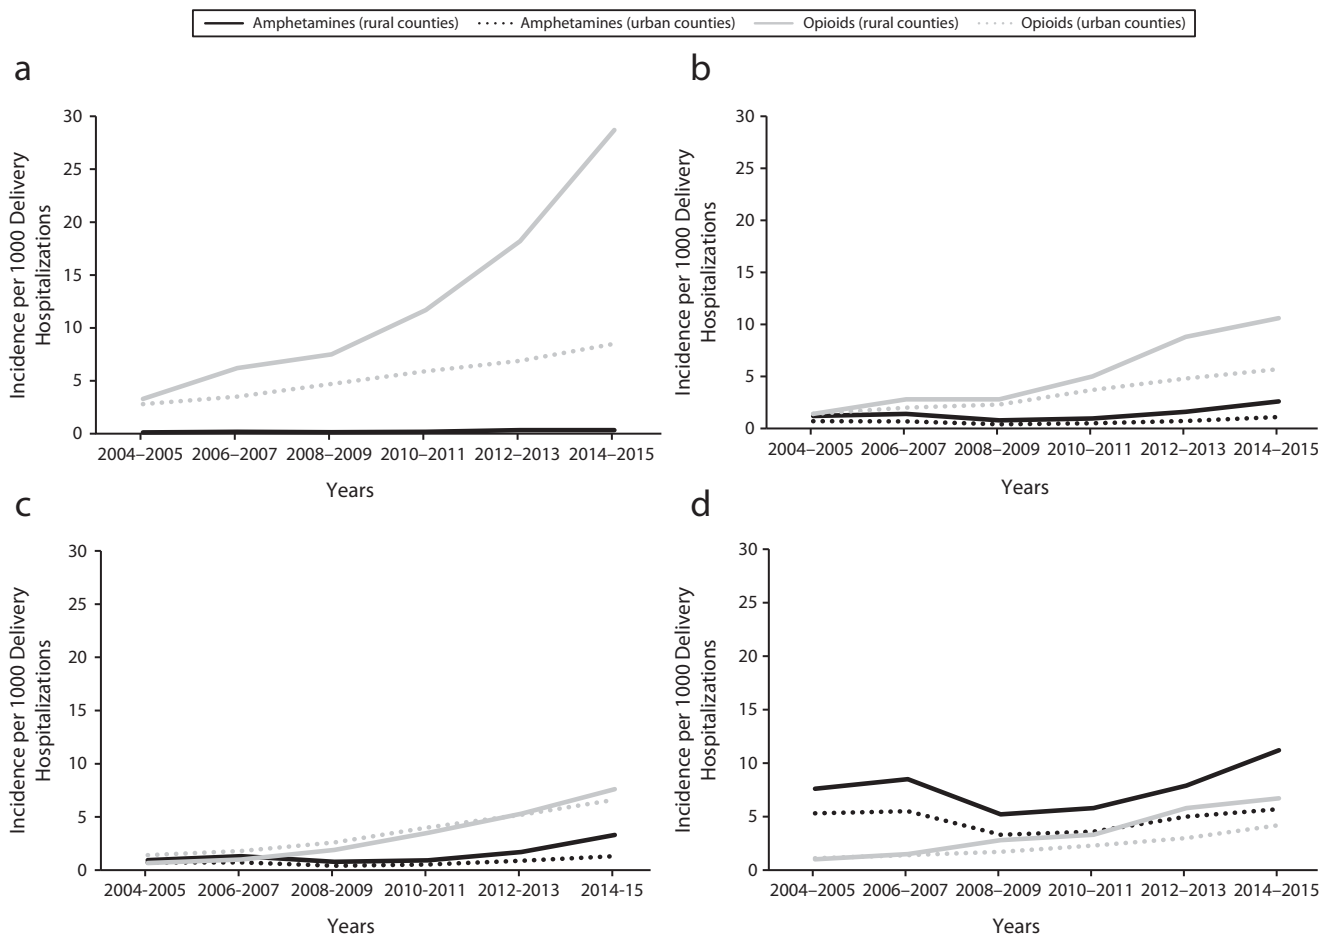 Amphetamines (rural counties) Amphetamines (urban counties) Opioids (rural counties) Opioids (urban counties)
a
Incidence per 1000 Delivery
Hospitalizations
30
25
20
15
10
5
0
2004–2005 2006–2007 2008–2009 2010–2011 2012–2013 2014–2015
Years
b
Incidence per 1000 Delivery
Hospitalizations
30
25
20
15
10
5
0
2004–2005 2006–2007 2008–2009 2010–2011 2012–2013 2014–2015
Years
c
Incidence per 1000 Delivery
Hospitalizations
30
25
20
15
10
5
0
2004–2005 2006-2007 2008-2009 2010-2011 2012-2013 2014-15
Years
d
Incidence per 1000 Delivery
Hospitalizations
30
25
20
15
10
5
0
2004–2005 2006–2007 2008–2009 2010–2011 2012–2013 2014–2015
Years